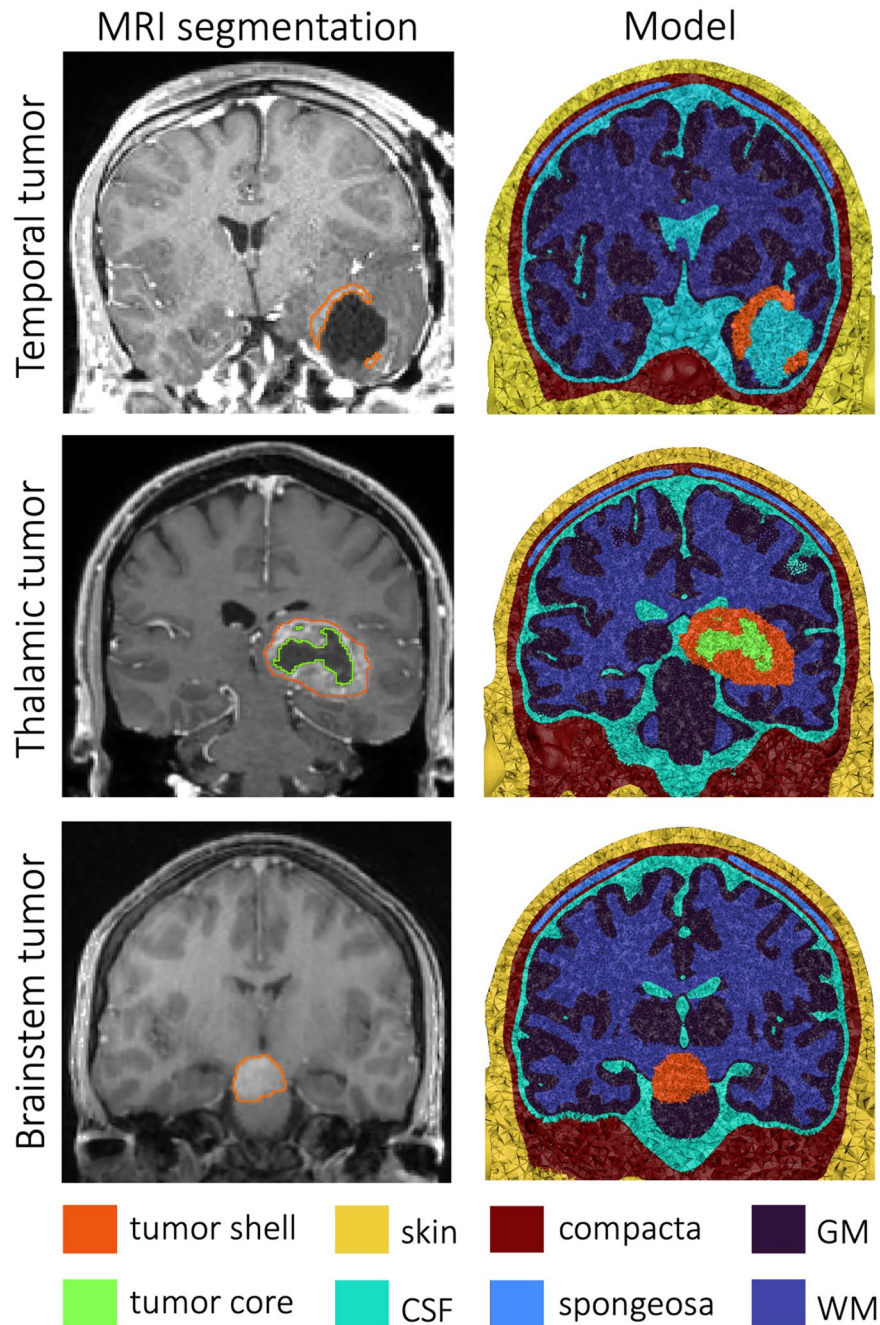 MRI segmentation
Model
Temporal tumor
Thalamic tumor
Brainstem tumor
tumor shell
skin
compacta
GM
tumor core
CSF
spongeosa
WM